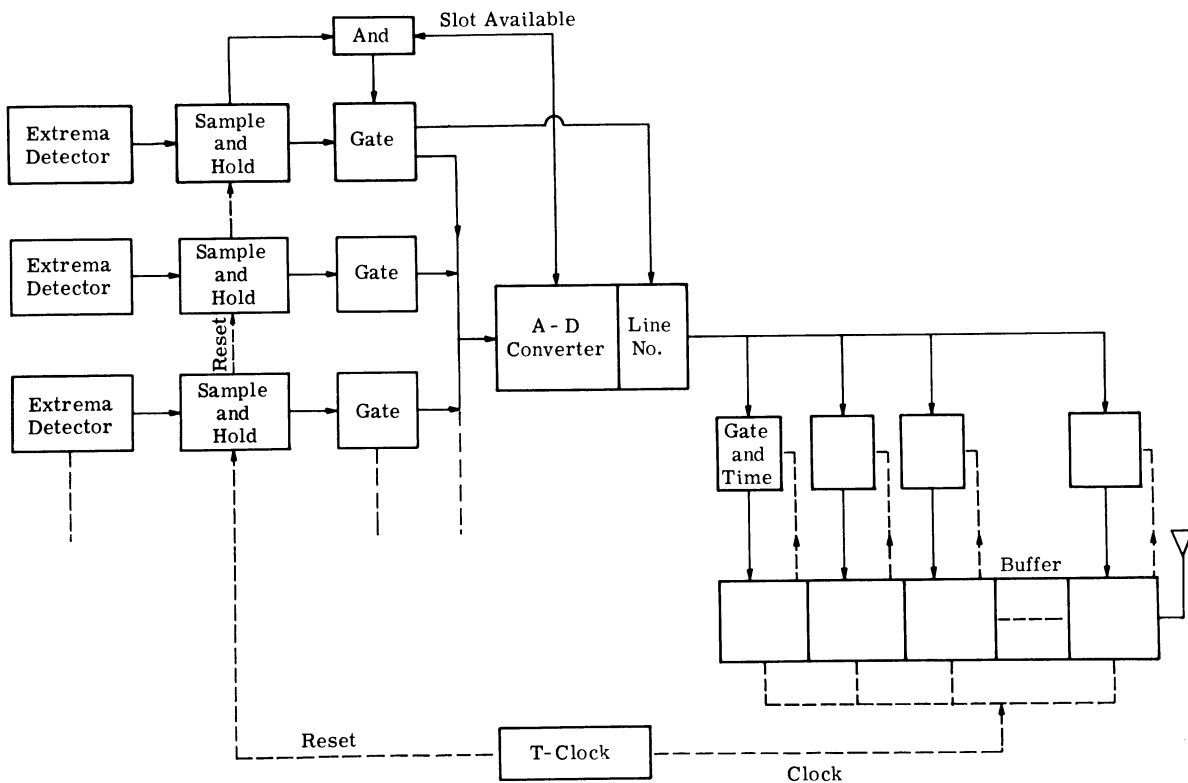 Slot Available
And
Extrema
Detector
Sample
and
Hold
Gate
Extrema
Detector
Sample
and
Hold
Gate
Reset
A - D
Converter
Line
No.
Extrema
Detector
Sample
and
Hold
Gate
Gate
and
Time
Buffer
Reset
T-Clock
Clock